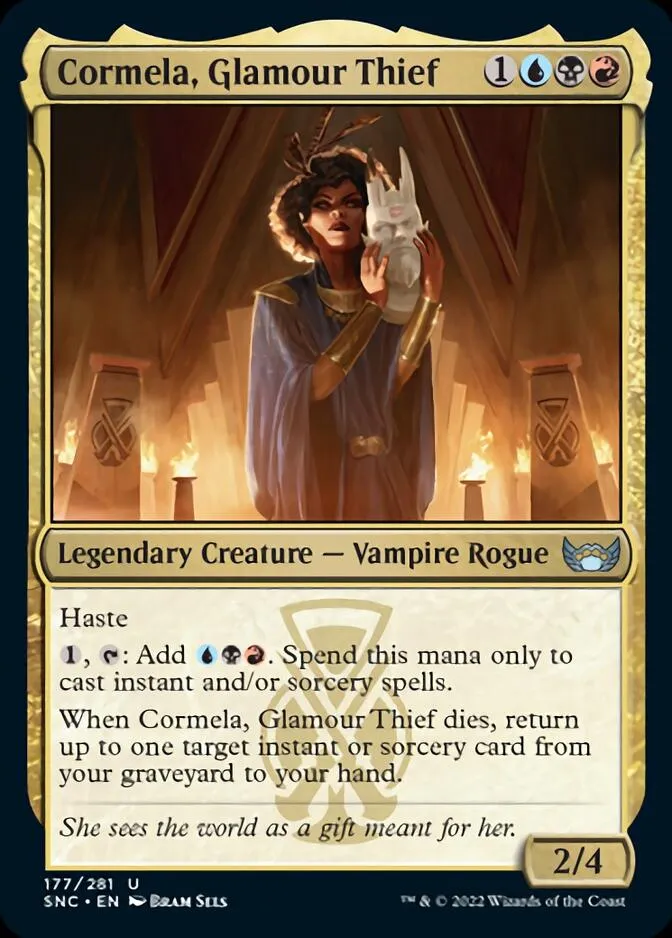 Cormela, Glamour Thief 1
Legendary Creature — Vampire Rogue
Haste
1, : Add . Spend this mana only to
cast instant and/or sorcery spells.
When Cormela, Glamour Thief dies, return
up to one target instant or sorcery card from
your graveyard to your hand.
She sees the world as a gift meant for her.
2/4
177/281 U
SNC • EN Bram Sels
™ & © 2022 Wizards of the Coast